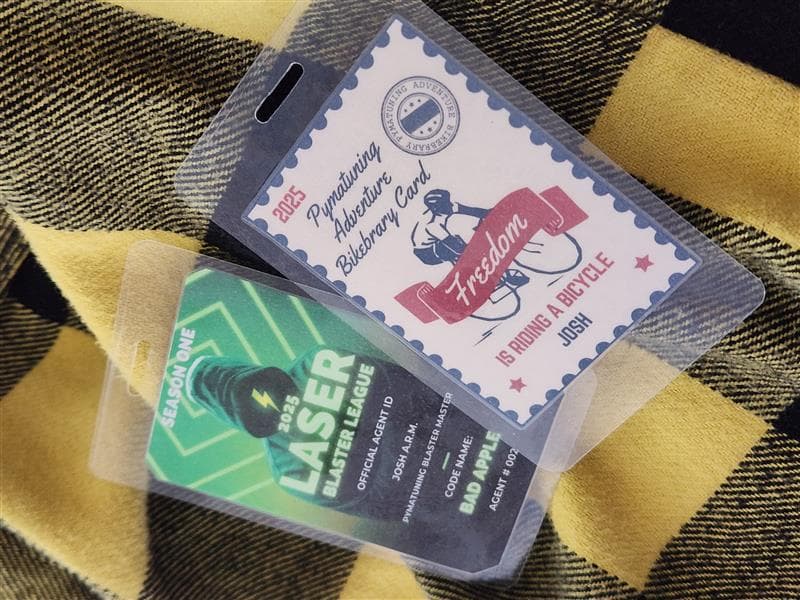 PYMATUNING ADVENTURE BIKEBRARY
2025
Pymatuning
Adventure
Bikebrary Card
Freedom
IS RIDING A BICYCLE
JOSH
SEASON ONE
2025
LASER
BLASTER LEAGUE
OFFICIAL AGENT ID
JOSH A.R.M.
PYMATUNING BLASTER MASTER
CODE NAME:
BAD APPLE
AGENT # 002